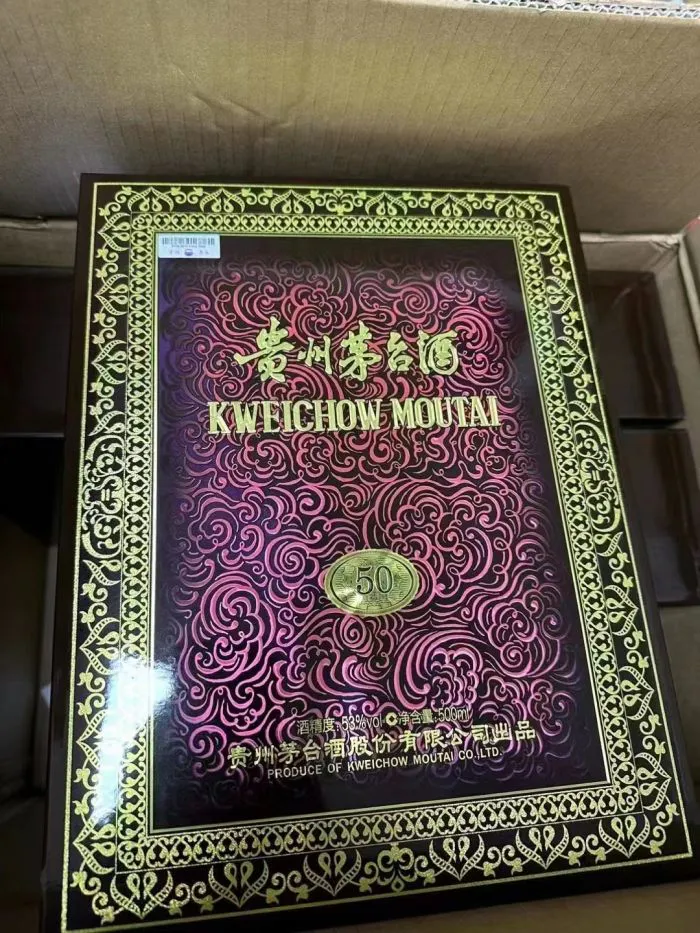 贵州茅台酒
KWEICHOW MOUTAI
50
酒精度:53%vol 净含量:500ml
贵州茅台酒股份有限公司出品
PRODUCE OF KWEICHOW MOUTAI CO.,LTD.